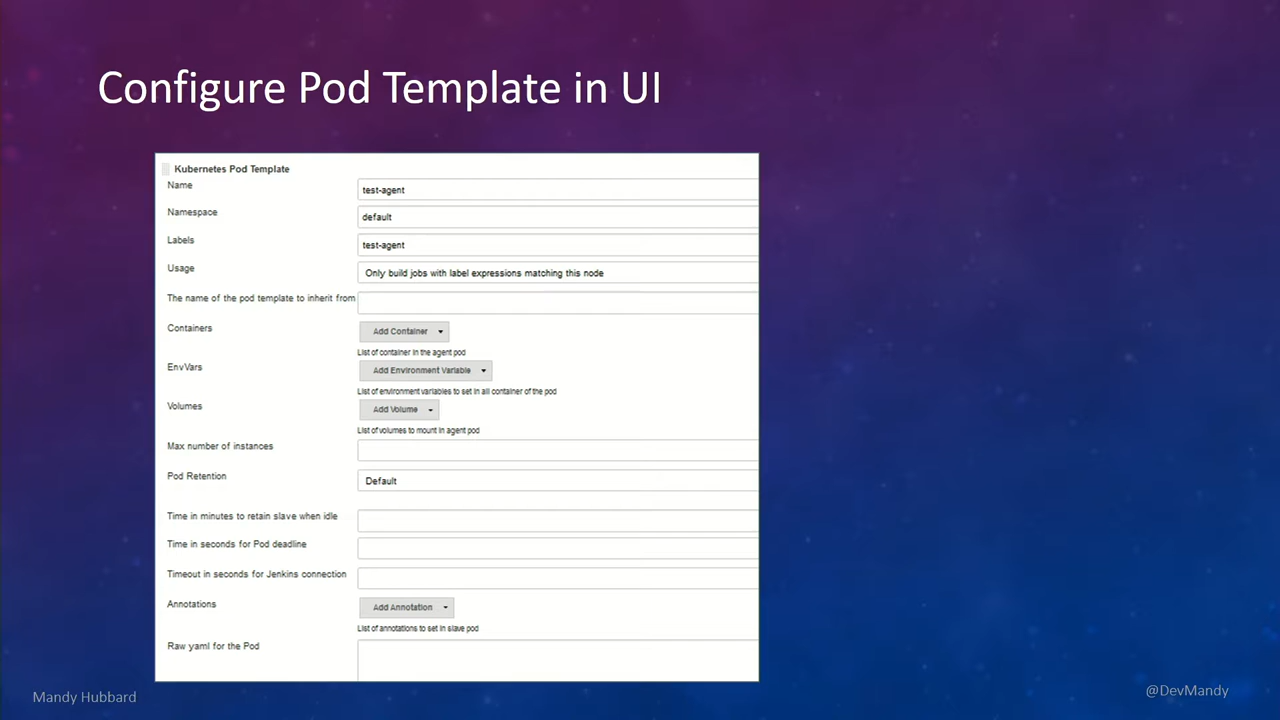 Configure Pod Template in UI
Kubernetes Pod Template
Name
test-agent
Namespace
default
Labels
test-agent
Usage
Only build jobs with label expressions matching this node
The name of the pod template to inherit from
Containers
Add Container
List of container in the agent pod
EnvVars
Add Environment Variable
List of environment variables to set in all container of the pod
Volumes
Add Volume
List of volumes to mount in agent pod
Max number of instances
Pod Retention
Default
Time in minutes to retain slave when idle
Time in seconds for Pod deadline
Timeout in seconds for Jenkins connection
Annotations
Add Annotation
List of annotations to set in slave pod
Raw yaml for the Pod
Mandy Hubbard
@DevMandy